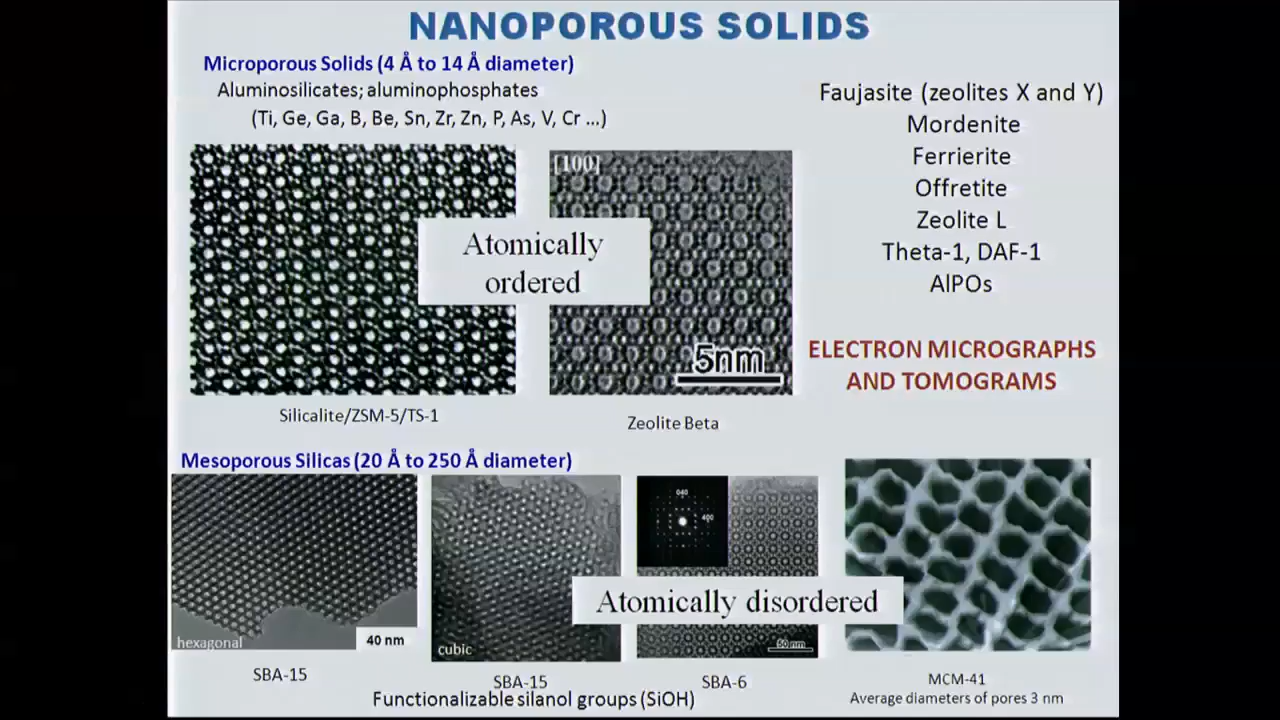 NANOPOROUS SOLIDS
Microporous Solids (4 Å to 14 Å diameter)
Aluminosilicates; aluminophosphates
(Ti, Ge, Ga, B, Be, Sn, Zr, Zn, P, As, V, Cr ...)
Faujasite (zeolites X and Y)
Mordenite
Ferrierite
Offretite
Zeolite L
Theta-1, DAF-1
AlPOs
[100]
Atomically
ordered
5nm
ELECTRON MICROGRAPHS
AND TOMOGRAMS
Silicalite/ZSM-5/TS-1
Zeolite Beta
Mesoporous Silicas (20 Å to 250 Å diameter)
040
400
Atomically disordered
hexagonal
40 nm
cubic
50 nm
SBA-15
SBA-15
SBA-6
MCM-41
Average diameters of pores 3 nm
Functionalizable silanol groups (SiOH)